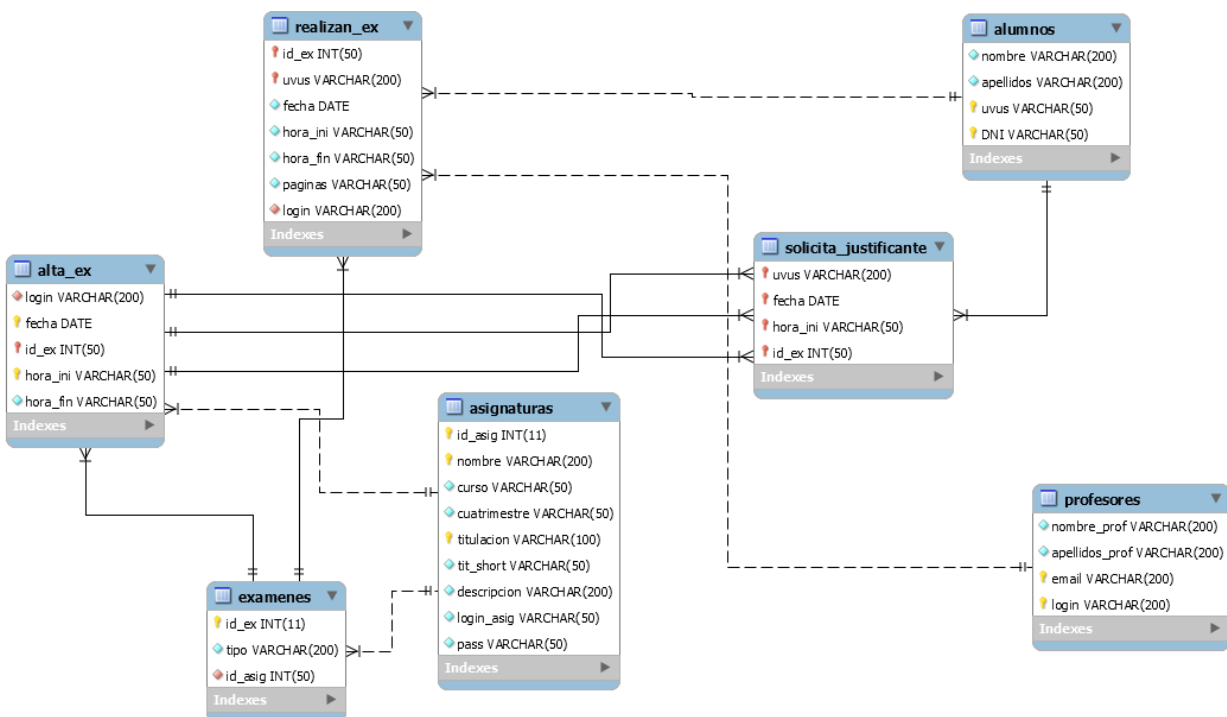 realizan_ex
id_ex INT(50)
uvus VARCHAR(200)
fecha DATE
hora_ini VARCHAR(50)
hora_fin VARCHAR(50)
paginas VARCHAR(50)
login VARCHAR(200)
Indexes
alumnos
nombre VARCHAR(200)
apellidos VARCHAR(200)
uvus VARCHAR(50)
DNI VARCHAR(50)
Indexes
alta_ex
login VARCHAR(200)
fecha DATE
id_ex INT(50)
hora_ini VARCHAR(50)
hora_fin VARCHAR(50)
Indexes
solicita_justificante
uvus VARCHAR(200)
fecha DATE
hora_ini VARCHAR(50)
id_ex INT(50)
Indexes
asignaturas
id_asig INT(11)
nombre VARCHAR(200)
curso VARCHAR(50)
cuatrimestre VARCHAR(50)
titulacion VARCHAR(100)
tit_short VARCHAR(50)
descripcion VARCHAR(200)
login_asig VARCHAR(50)
pass VARCHAR(50)
Indexes
profesores
nombre_prof VARCHAR(200)
apellidos_prof VARCHAR(200)
email VARCHAR(200)
login VARCHAR(200)
Indexes
examenes
id_ex INT(11)
tipo VARCHAR(200)
id_asig INT(50)
Indexes